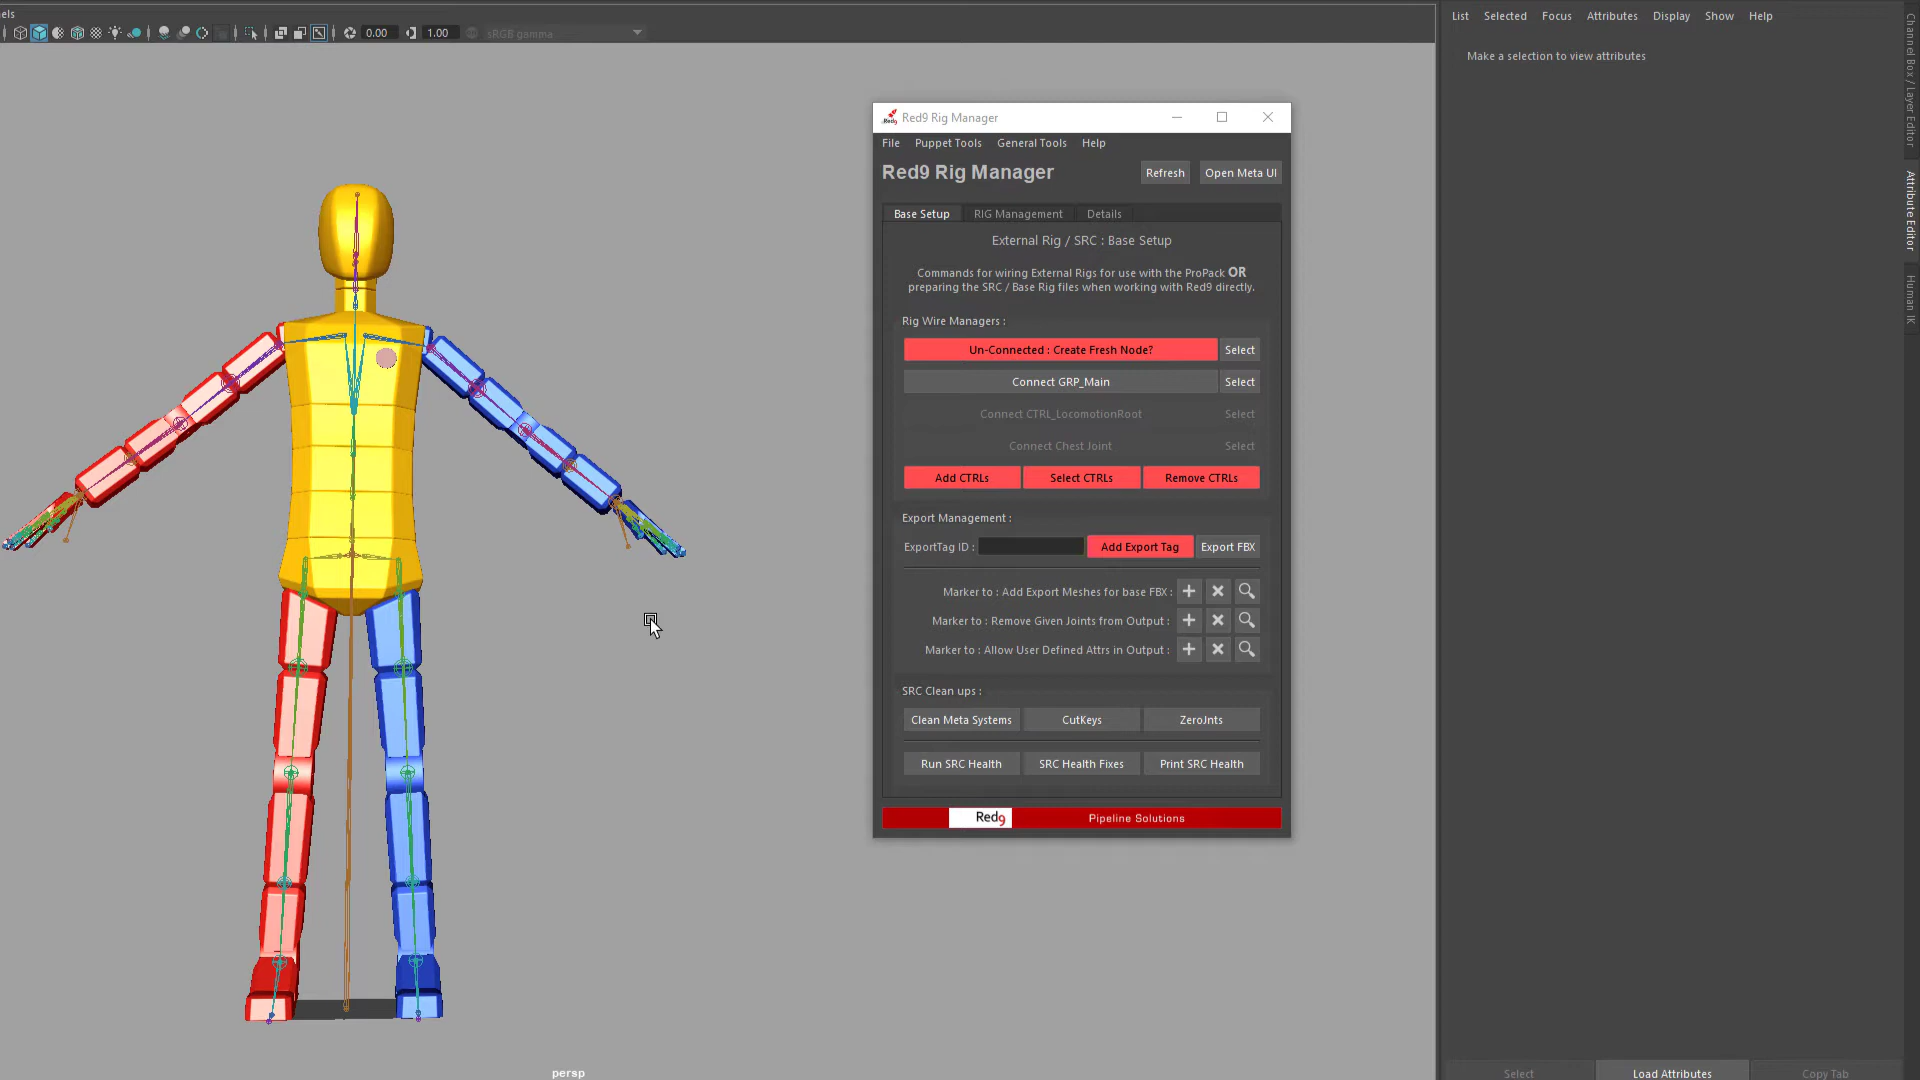 els
0.00
1.00
sRGB gamma
List
Selected
Focus
Attributes
Display
Show
Help
Make a selection to view attributes
Channel Box / Layer Editor
Attribute Editor
Human IK
Red9
Red9 Rig Manager
File
Puppet Tools
General Tools
Help
Red9 Rig Manager
Refresh
Open Meta UI
Base Setup
RIG Management
Details
External Rig / SRC : Base Setup
Commands for wiring External Rigs for use with the ProPack OR
preparing the SRC / Base Rig files when working with Red9 directly.
Rig Wire Managers :
Un-Connected : Create Fresh Node?
Select
Connect GRP_Main
Select
Connect CTRL_LocomotionRoot
Select
Connect Chest Joint
Select
Add CTRLs
Select CTRLs
Remove CTRLs
Export Management :
ExportTag ID :
Add Export Tag
Export FBX
Marker to : Add Export Meshes for base FBX :
Marker to : Remove Given Joints from Output :
Marker to : Allow User Defined Attrs in Output :
SRC Clean ups :
Clean Meta Systems
CutKeys
ZeroJnts
Run SRC Health
SRC Health Fixes
Print SRC Health
Red9
Pipeline Solutions
persp
Select
Load Attributes
Copy Tab